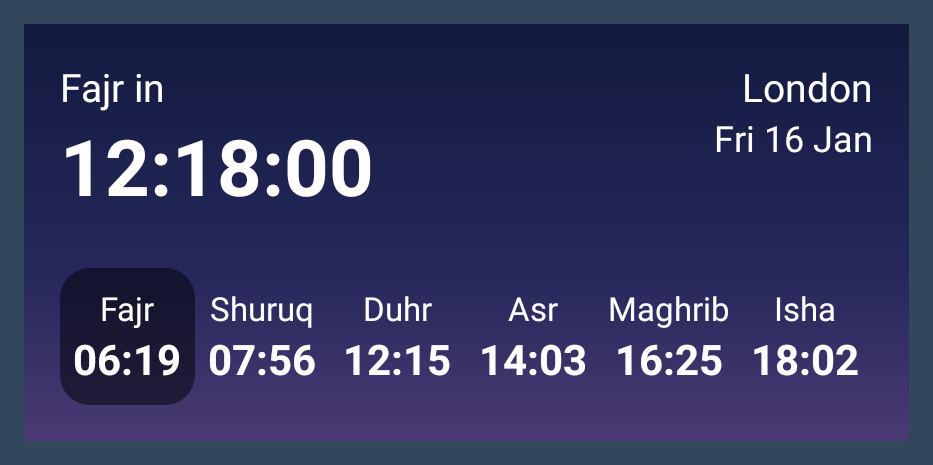 Fajr in
12:18:00
London
Fri 16 Jan
Fajr Shuruq Duhr Asr Maghrib Isha
06:19 07:56 12:15 14:03 16:25 18:02